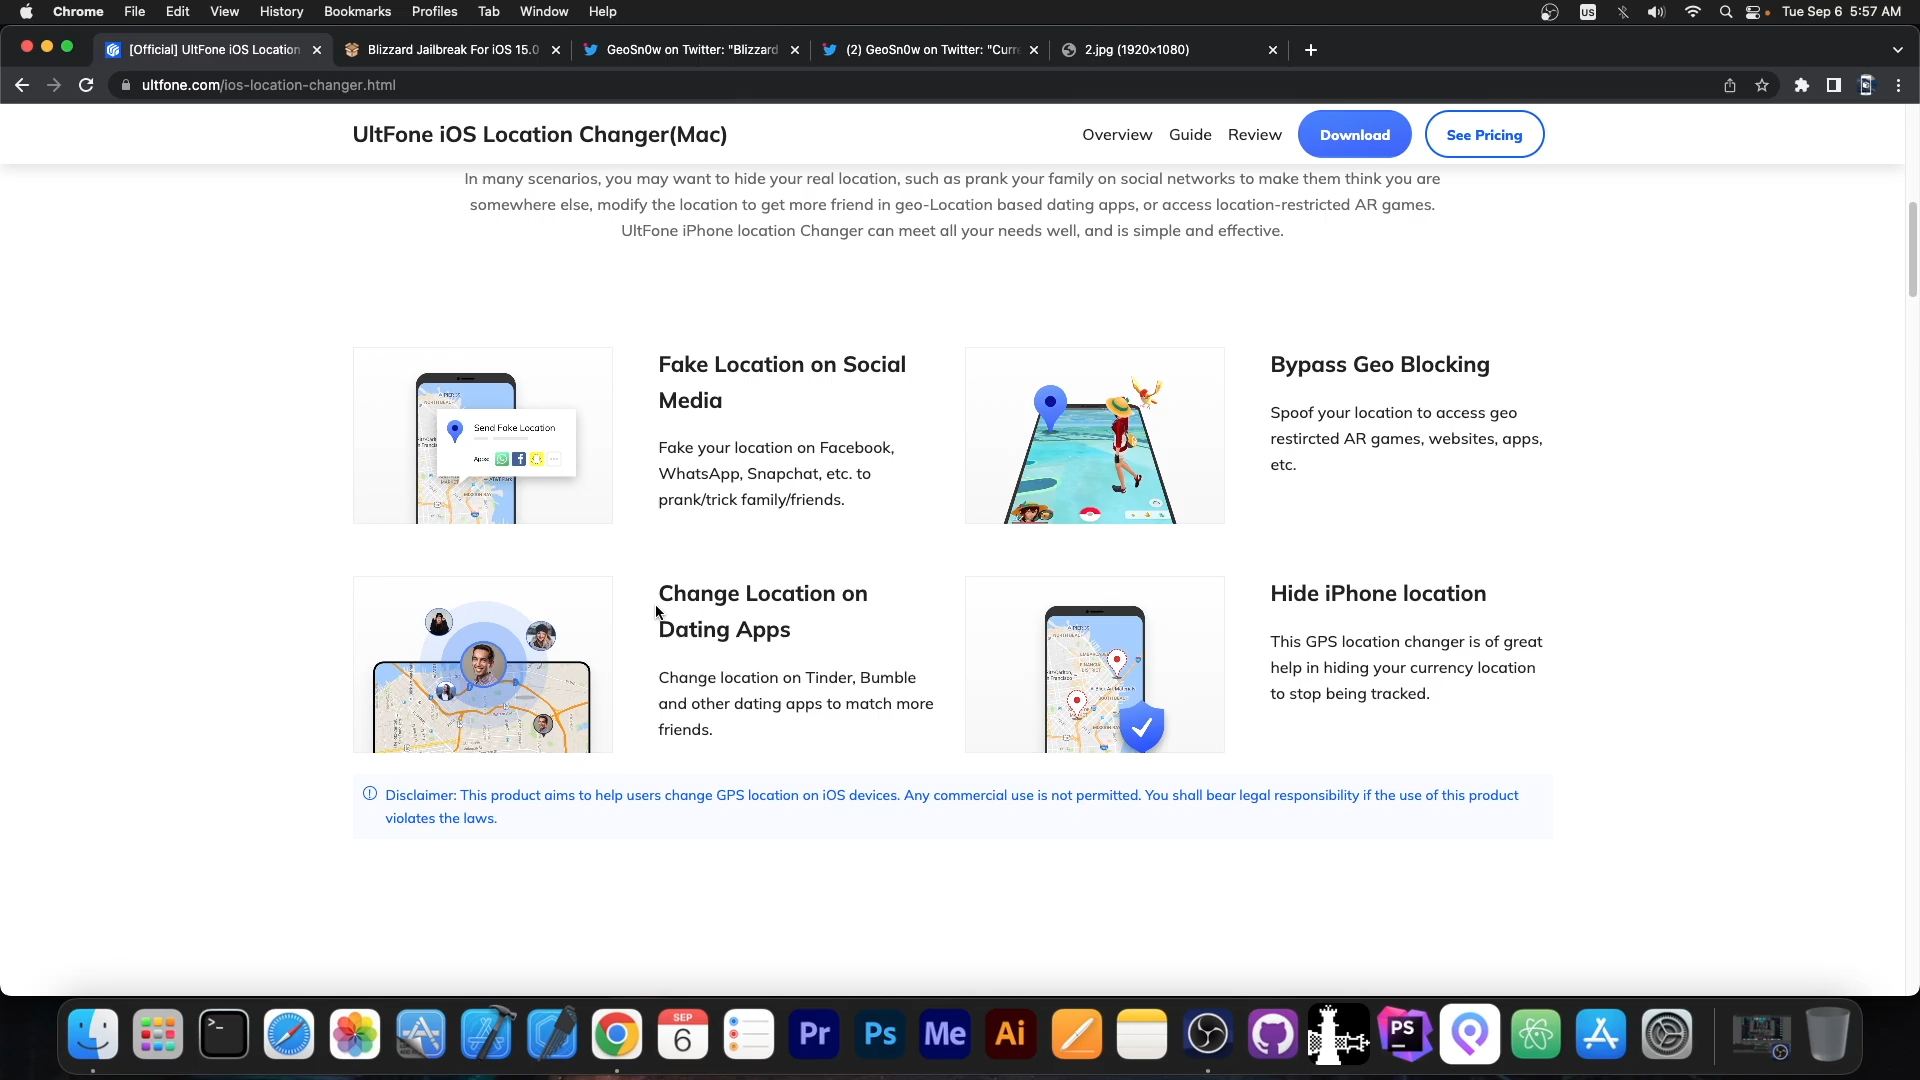 Chrome File Edit View History Bookmarks Profiles Tab Window Help
US
Tue Sep 6 5:57 AM
[Official] UltFone iOS Location
Blizzard Jailbreak For iOS 15.0
GeoSn0w on Twitter: "Blizzard
(2) GeoSn0w on Twitter: "Curre
2.jpg (1920×1080)
ultfone.com/ios-location-changer.html
UltFone iOS Location Changer(Mac)
Overview Guide Review Download See Pricing
In many scenarios, you may want to hide your real location, such as prank your family on social networks to make them think you are
somewhere else, modify the location to get more friend in geo-Location based dating apps, or access location-restricted AR games.
UltFone iPhone location Changer can meet all your needs well, and is simple and effective.
Send Fake Location
Apps:
Fake Location on Social
Media
Fake your location on Facebook,
WhatsApp, Snapchat, etc. to
prank/trick family/friends.
Bypass Geo Blocking
Spoof your location to access geo
restircted AR games, websites, apps,
etc.
Change Location on
Dating Apps
Change location on Tinder, Bumble
and other dating apps to match more
friends.
Hide iPhone location
This GPS location changer is of great
help in hiding your currency location
to stop being tracked.
Disclaimer: This product aims to help users change GPS location on iOS devices. Any commercial use is not permitted. You shall bear legal responsibility if the use of this product
violates the laws.
SEP
6
Pr
Ps
Me
Ai
PS